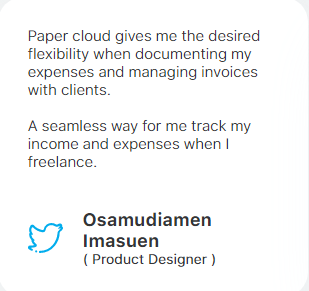 Paper cloud gives me the desired
flexibility when documenting my
expenses and managing invoices
with clients.
A seamless way for me track my
income and expenses when I
freelance.
Osamudiamen
Imasuen
( Product Designer )